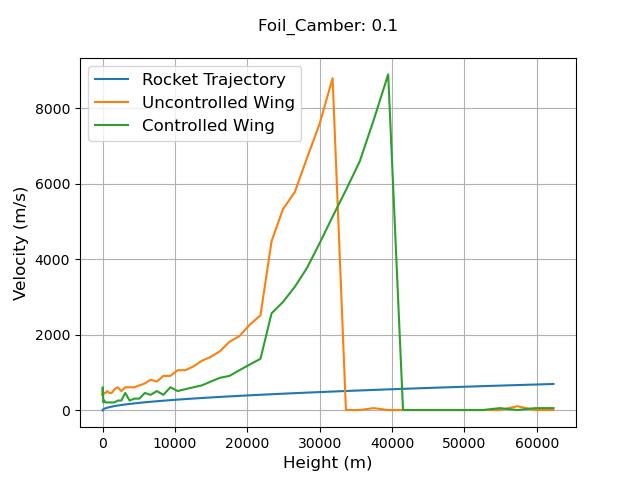 Foil_Camber: 0.1
Rocket Trajectory
Uncontrolled Wing
Controlled Wing
8000
6000
4000
2000
0
Velocity (m/s)
0 10000 20000 30000 40000 50000 60000
Height (m)